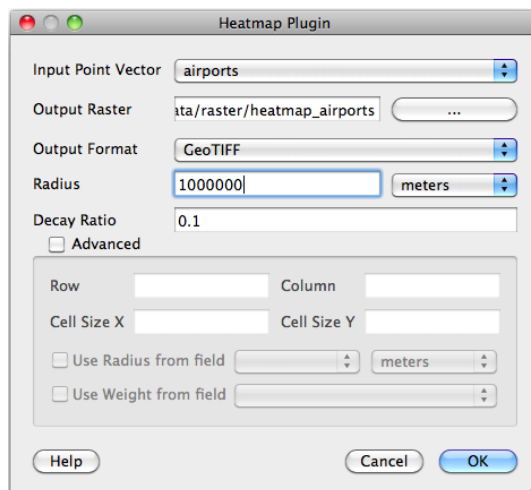 Heatmap Plugin
Input Point Vector airports
Output Raster ata/raster/heatmap_airports ...
Output Format GeoTIFF
Radius 1000000 meters
Decay Ratio 0.1
Advanced
Row Column
Cell Size X Cell Size Y
Use Radius from field meters
Use Weight from field
Help Cancel OK